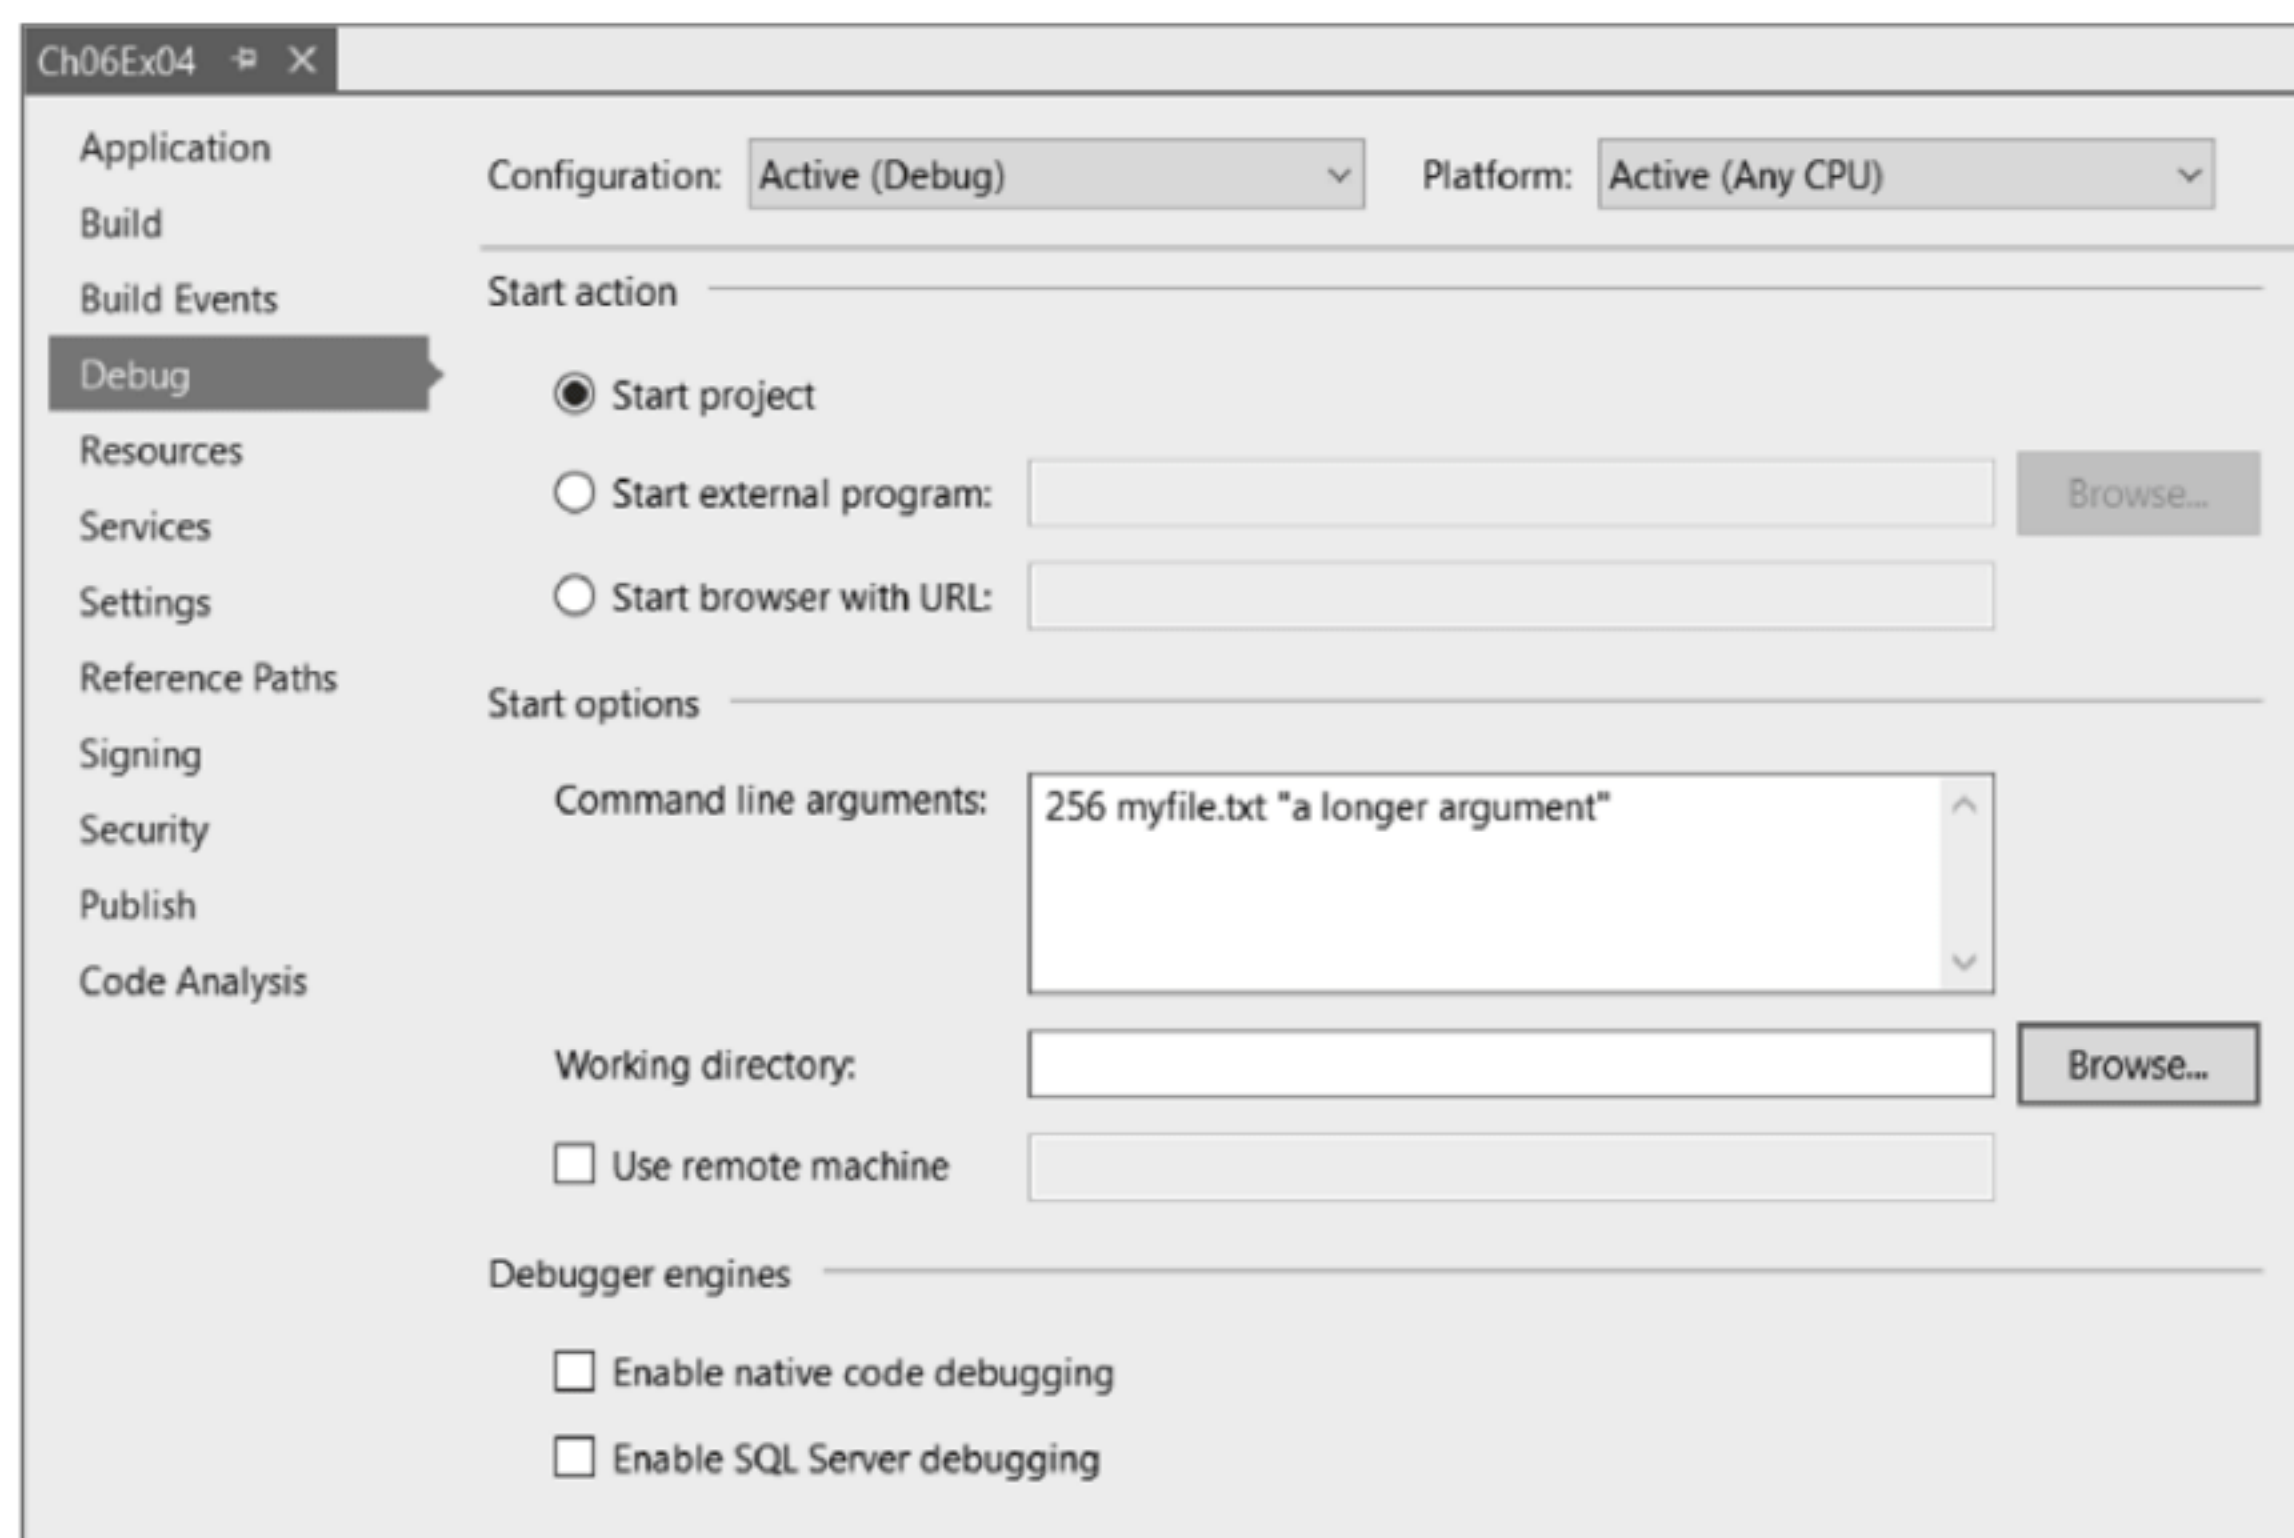 Ch06Ex04
Application
Build
Build Events
Debug
Resources
Services
Settings
Reference Paths
Signing
Security
Publish
Code Analysis
Configuration: Active (Debug) Platform: Active (Any CPU)
Start action
Start project
Start external program: Browse...
Start browser with URL:
Start options
Command line arguments: 256 myfile.txt "a longer argument"
Working directory: Browse...
Use remote machine
Debugger engines
Enable native code debugging
Enable SQL Server debugging